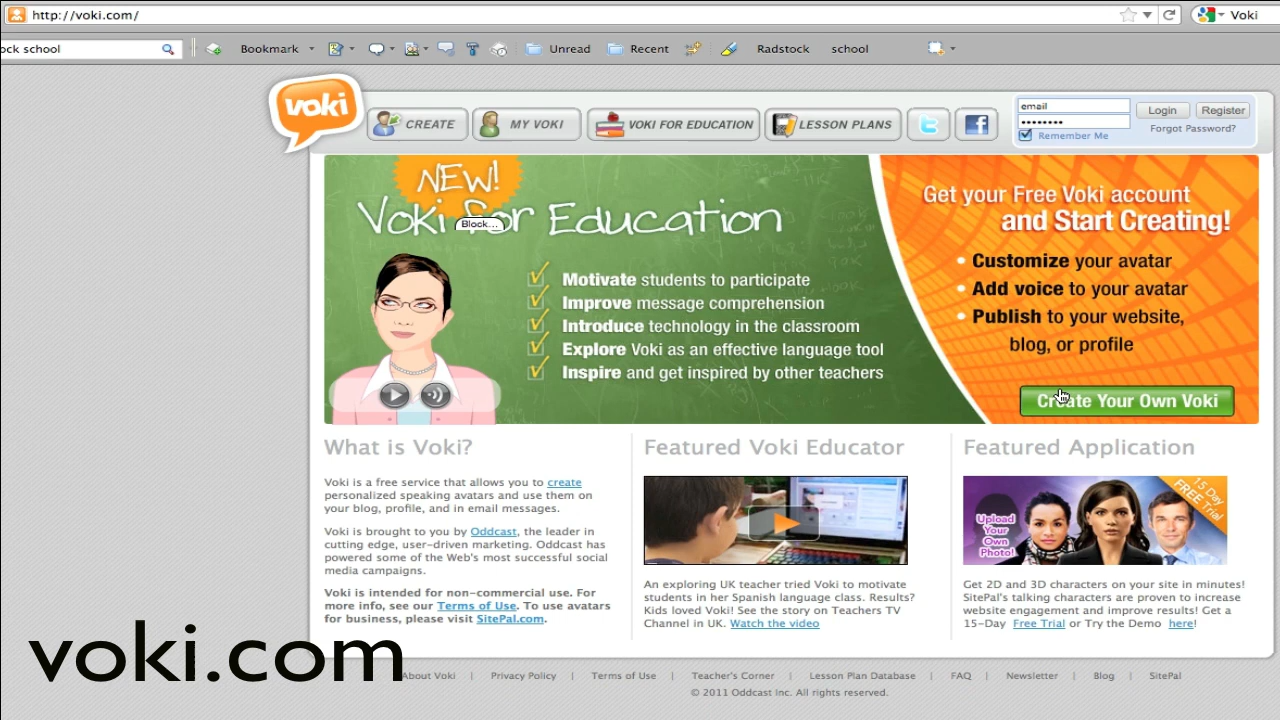 http://voki.com/
Voki
ock school
Bookmark
Unread
Recent
Radstock
school
voki
CREATE
MY VOKI
VOKI FOR EDUCATION
LESSON PLANS
email
Login
Register
Remember Me
Forgot Password?
NEW!
Voki for Education
Block...
Motivate students to participate
Improve message comprehension
Introduce technology in the classroom
Explore Voki as an effective language tool
Inspire and get inspired by other teachers
Get your Free Voki account
and Start Creating!
• Customize your avatar
• Add voice to your avatar
• Publish to your website,
blog, or profile
Create Your Own Voki
What is Voki?
Voki is a free service that allows you to create
personalized speaking avatars and use them on
your blog, profile, and in email messages.
Voki is brought to you by Oddcast, the leader in
cutting edge, user-driven marketing. Oddcast has
powered some of the Web's most successful social
media campaigns.
Voki is intended for non-commercial use. For
more info, see our Terms of Use. To use avatars
for business, please visit SitePal.com.
Featured Voki Educator
An exploring UK teacher tried Voki to motivate
students in her Spanish language class. Results?
Kids loved Voki! See the story on Teachers TV
Channel in UK. Watch the video
Featured Application
15 Day
FREE Trial
Upload
Your
Own
Photo!
Get 2D and 3D characters on your site in minutes!
SitePal's talking characters are proven to increase
website engagement and improve results! Get a
15-Day Free Trial or Try the Demo here!
voki.com
About Voki | Privacy Policy | Terms of Use | Teacher's Corner | Lesson Plan Database | FAQ | Newsletter | Blog | SitePal
© 2011 Oddcast Inc. All rights reserved.